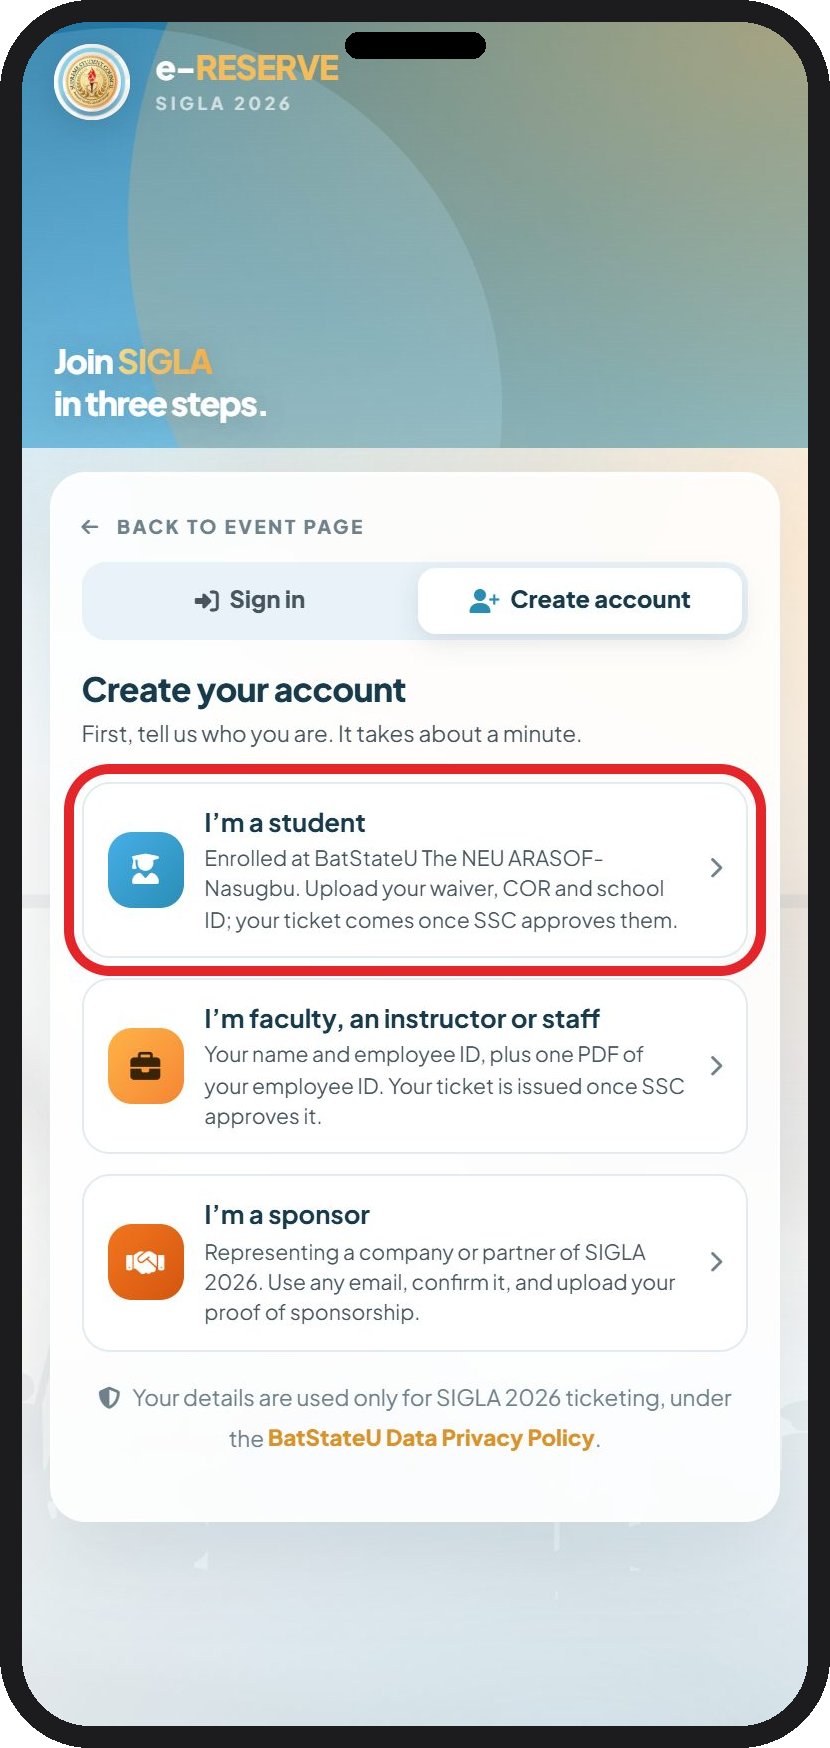 e-RESERVE
SIGLA 2026
Join SIGLA
in three steps.
← BACK TO EVENT PAGE
Sign in
Create account
Create your account
First, tell us who you are. It takes about a minute.
I’m a student
Enrolled at BatStateU The NEU ARASOF-
Nasugbu. Upload your waiver, COR and school
ID; your ticket comes once SSC approves them.
I’m faculty, an instructor or staff
Your name and employee ID, plus one PDF of
your employee ID. Your ticket is issued once SSC
approves it.
I’m a sponsor
Representing a company or partner of SIGLA
2026. Use any email, confirm it, and upload your
proof of sponsorship.
Your details are used only for SIGLA 2026 ticketing, under
the BatStateU Data Privacy Policy.